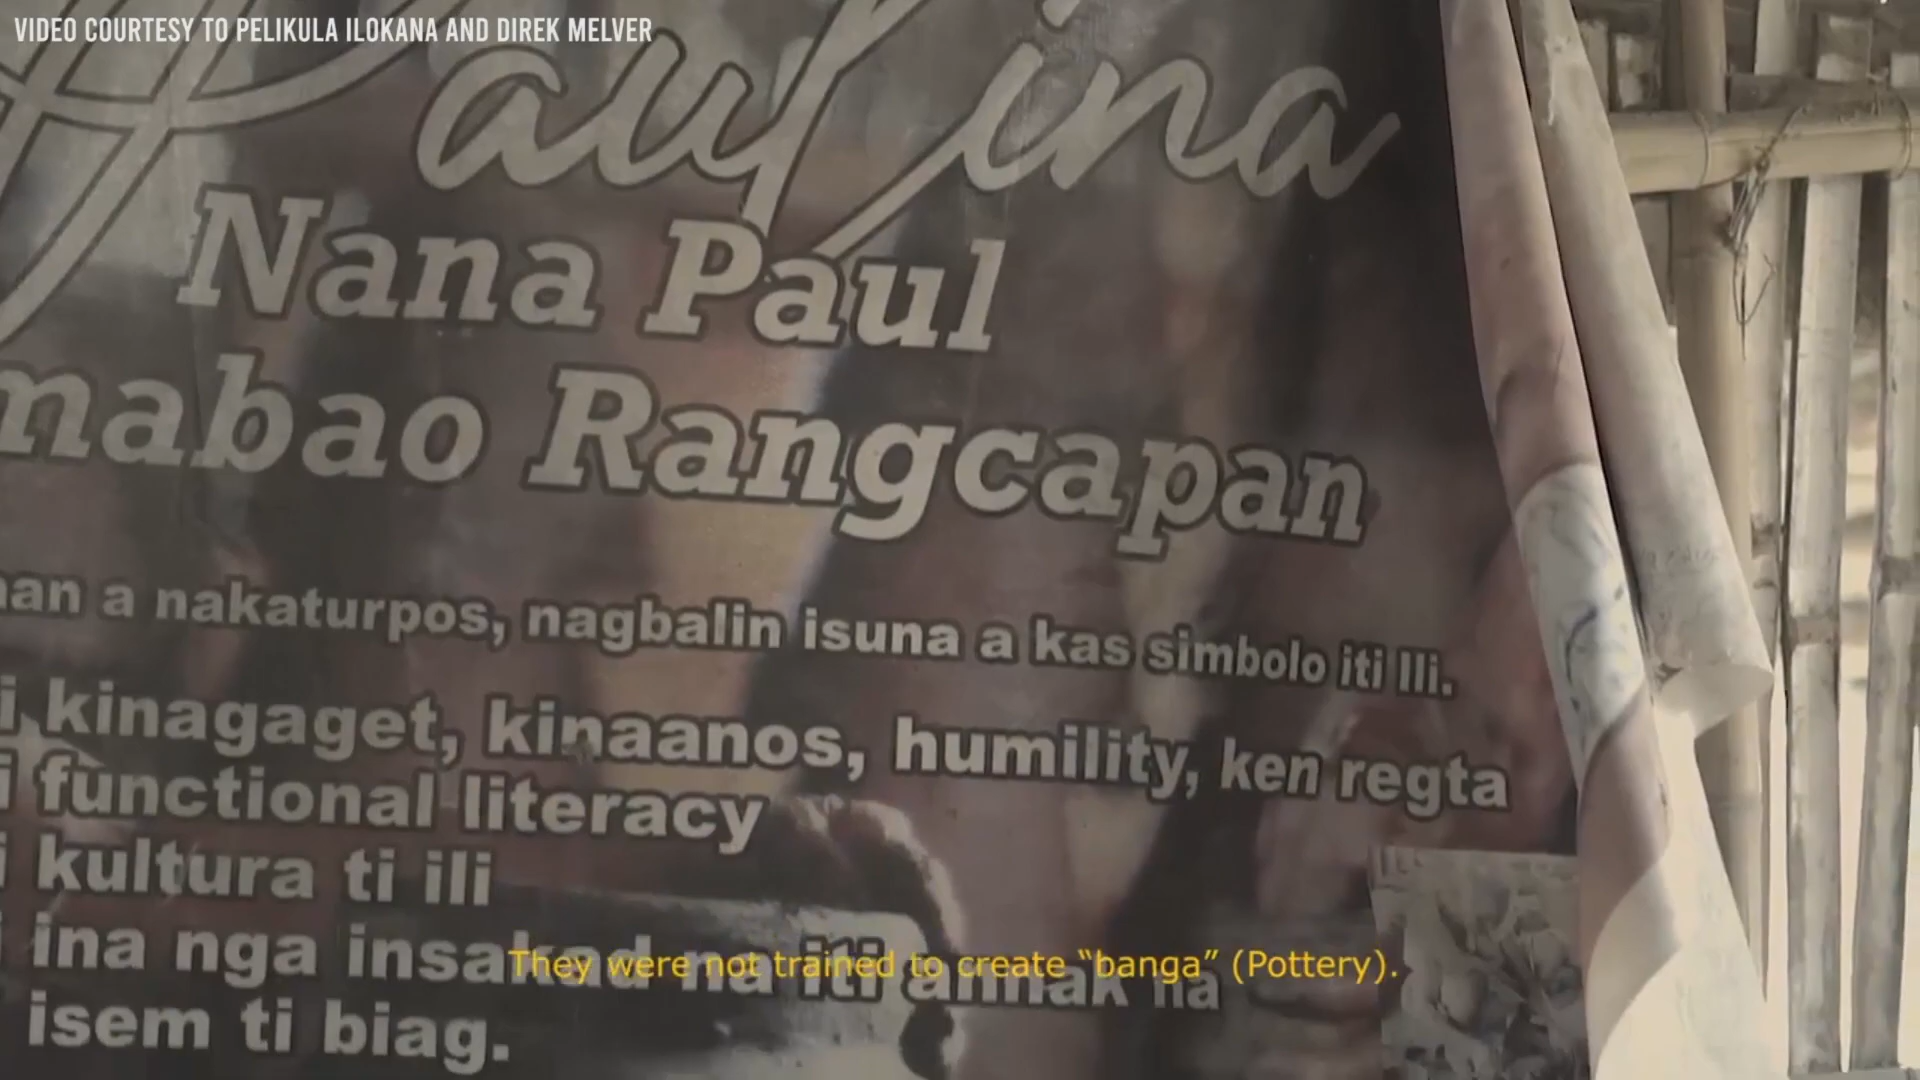 VIDEO COURTESY TO PELIKULA ILOKANA AND DIREK MELVER
Paulina
Nana Paul
Rangcapan
a nakaturpos, nagbalin isuna a kas simbolo iti Ili.
kinagaget, kinaanos, humility, ken regta
functional literacy
kultura ti ili
ina nga insakad na iti annak na
They were not trained to create “banga” (Pottery).
isem ti biag.